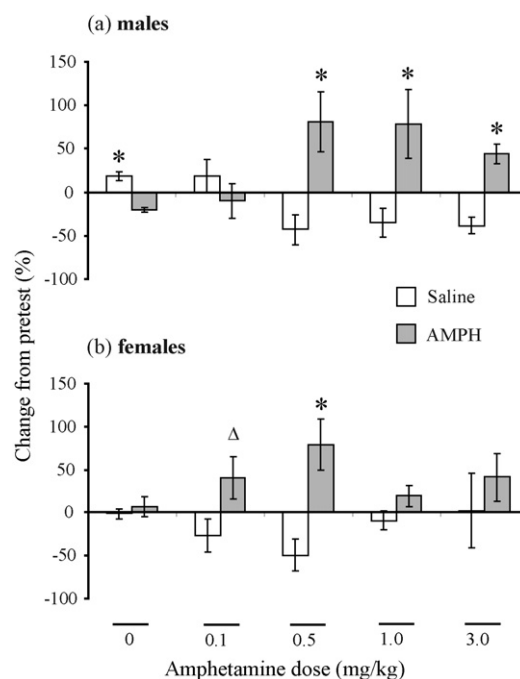 (a) males
150
*
*
*
100
*
50
0
-50
-100
Saline
AMPH
Change from pretest (%)
(b) females
150
*
100
Δ
50
0
-50
-100
0 0.1 0.5 1.0 3.0
Amphetamine dose (mg/kg)